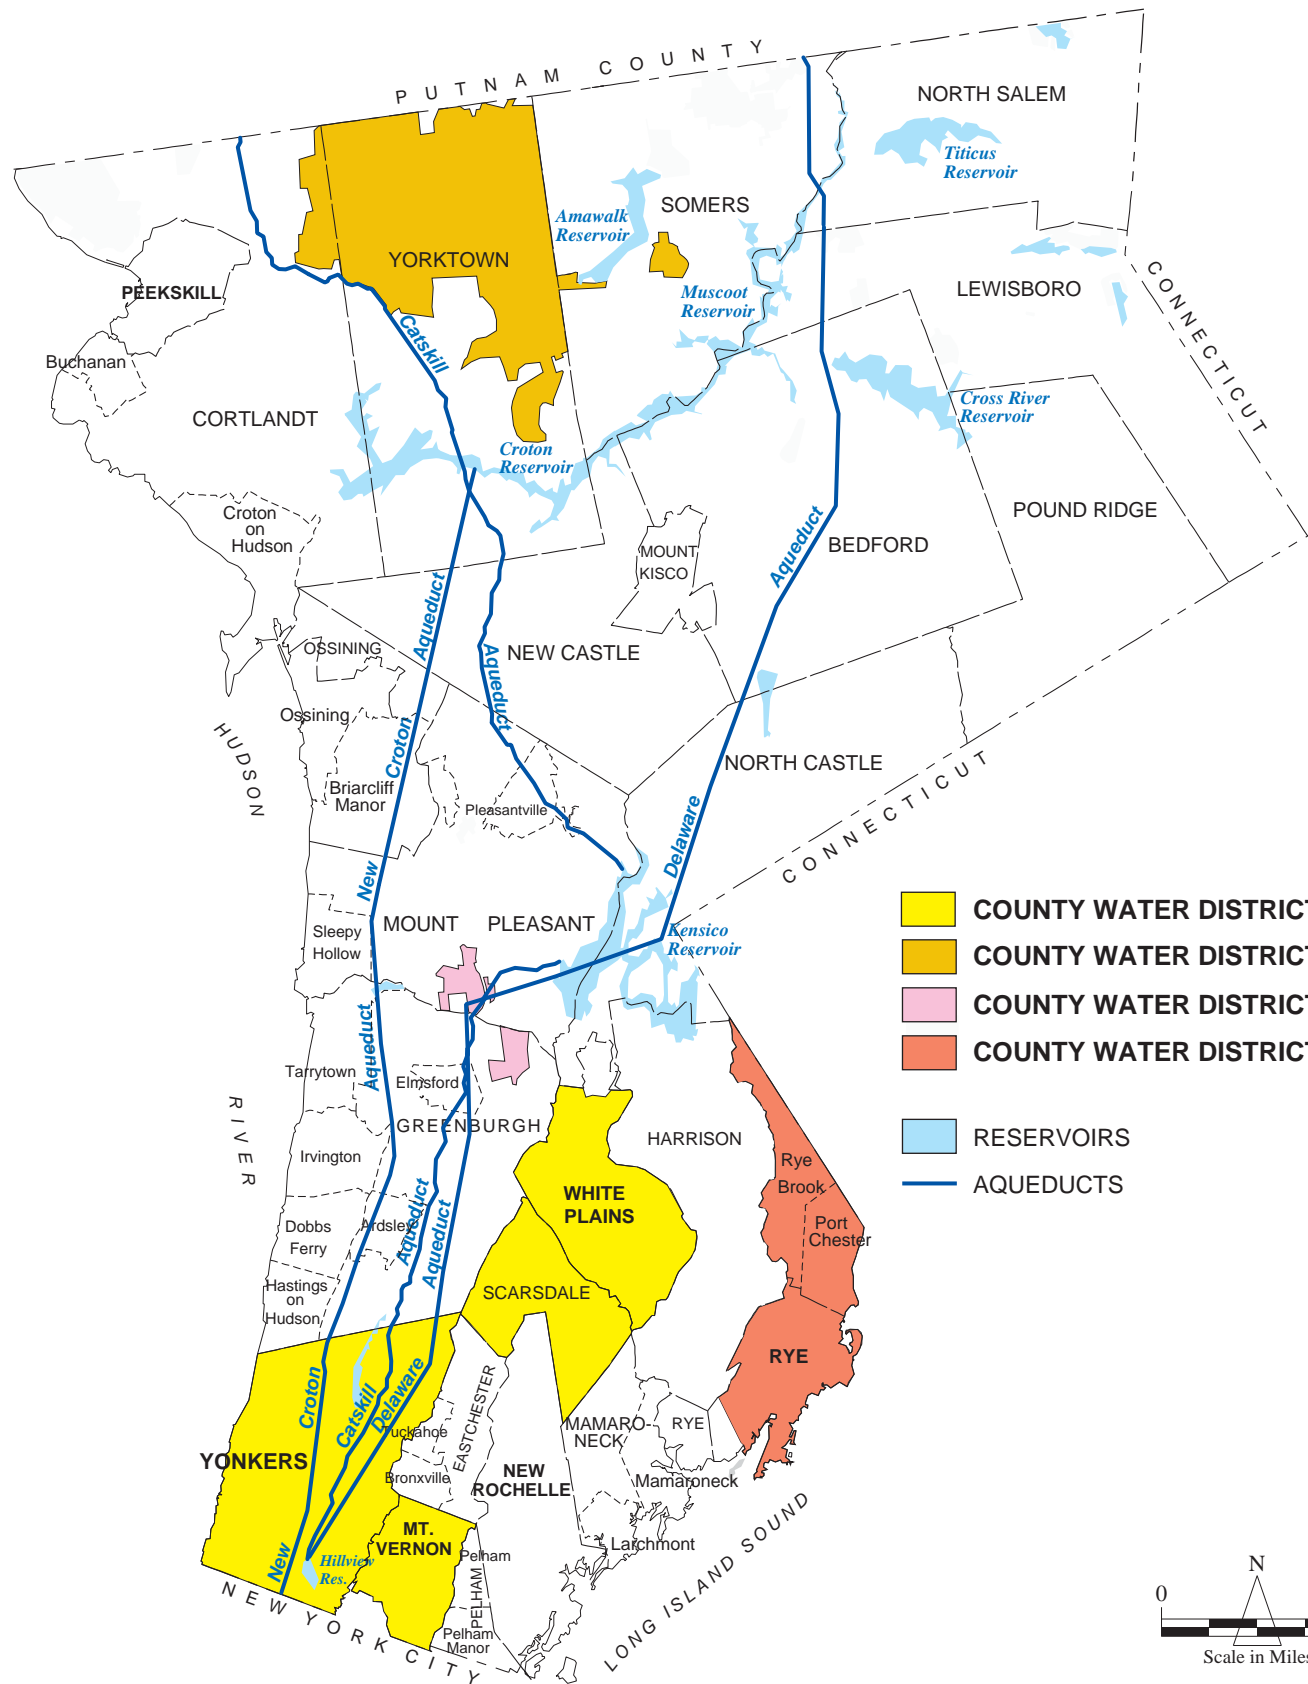 PUTNAM COUNTY
NORTH SALEM
Titicus
Reservoir
SOMERS
Amawalk
Reservoir
YORKTOWN
PEEKSKILL
Muscoot
Reservoir
LEWISBORO
CONNECTICUT
Buchanan
Catskill
CORTLANDT
Cross River
Reservoir
Croton
Reservoir
Croton
on
Hudson
POUND RIDGE
BEDFORD
Aqueduct
MOUNT
KISCO
Aqueduct
OSSINING
NEW CASTLE
Aqueduct
Ossining
HUDSON
Croton
NORTH CASTLE
Briarcliff
Manor
Pleasantville
CONNECTICUT
Delaware
New
MOUNT PLEASANT
Sleepy
Hollow
Kensico
Reservoir
COUNTY WATER DISTRICT
COUNTY WATER DISTRICT
COUNTY WATER DISTRICT
COUNTY WATER DISTRICT
Aqueduct
Tarrytown
Elmsford
RIVER
GREENBURGH
HARRISON
RESERVOIRS
AQUEDUCTS
Irvington
Rye
Brook
WHITE
PLAINS
Port
Chester
Dobbs
Ferry
Ardsley
Aqueduct
Aqueduct
Hastings
on
Hudson
SCARSDALE
RYE
Croton
Catskill
Delaware
EASTCHESTER
Tuckahoe
MAMARO-
NECK
RYE
YONKERS
Bronxville
NEW
ROCHELLE
Mamaroneck
MT.
VERNON
Larchmont
New
Hillview
Res.
Pelham
PELHAM
Pelham
Manor
NEW YORK CITY
LONG ISLAND SOUND
N
0
Scale in Miles